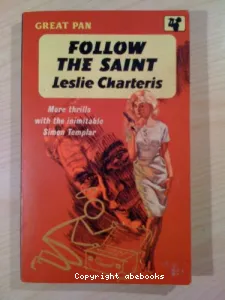 GREAT PAN
FOLLOW
THE SAINT
Leslie Charteris
More thrills
with the inimitable
Simon Templar
Copyright abebooks